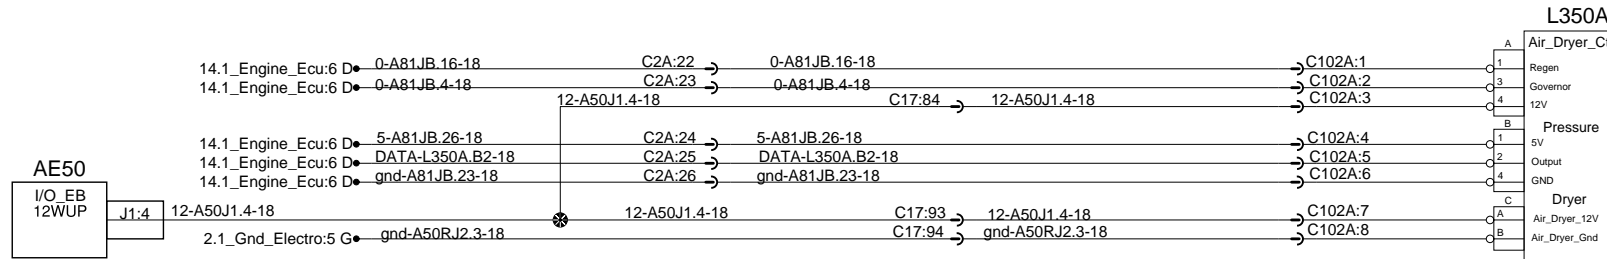 L350A
A Air_Dryer_Ct
14.1_Engine_Ecu:6 D 0-A81JB.16-18 C2A:22 0-A81JB.16-18 C102A:1 1 Regen
14.1_Engine_Ecu:6 D 0-A81JB.4-18 C2A:23 0-A81JB.4-18 C102A:2 3 Governor
12-A50J1.4-18 C17:84 12-A50J1.4-18 C102A:3 4 12V
B Pressure
14.1_Engine_Ecu:6 D 5-A81JB.26-18 C2A:24 5-A81JB.26-18 C102A:4 1 5V
14.1_Engine_Ecu:6 D DATA-L350A.B2-18 C2A:25 DATA-L350A.B2-18 C102A:5 2 Output
14.1_Engine_Ecu:6 D gnd-A81JB.23-18 C2A:26 gnd-A81JB.23-18 C102A:6 4 GND
AE50
I/O_EB
12WUP
C Dryer
J1:4 12-A50J1.4-18 12-A50J1.4-18 C17:93 12-A50J1.4-18 C102A:7 A Air_Dryer_12V
2.1_Gnd_Electro:5 G gnd-A50RJ2.3-18 C17:94 gnd-A50RJ2.3-18 C102A:8 B Air_Dryer_Gnd